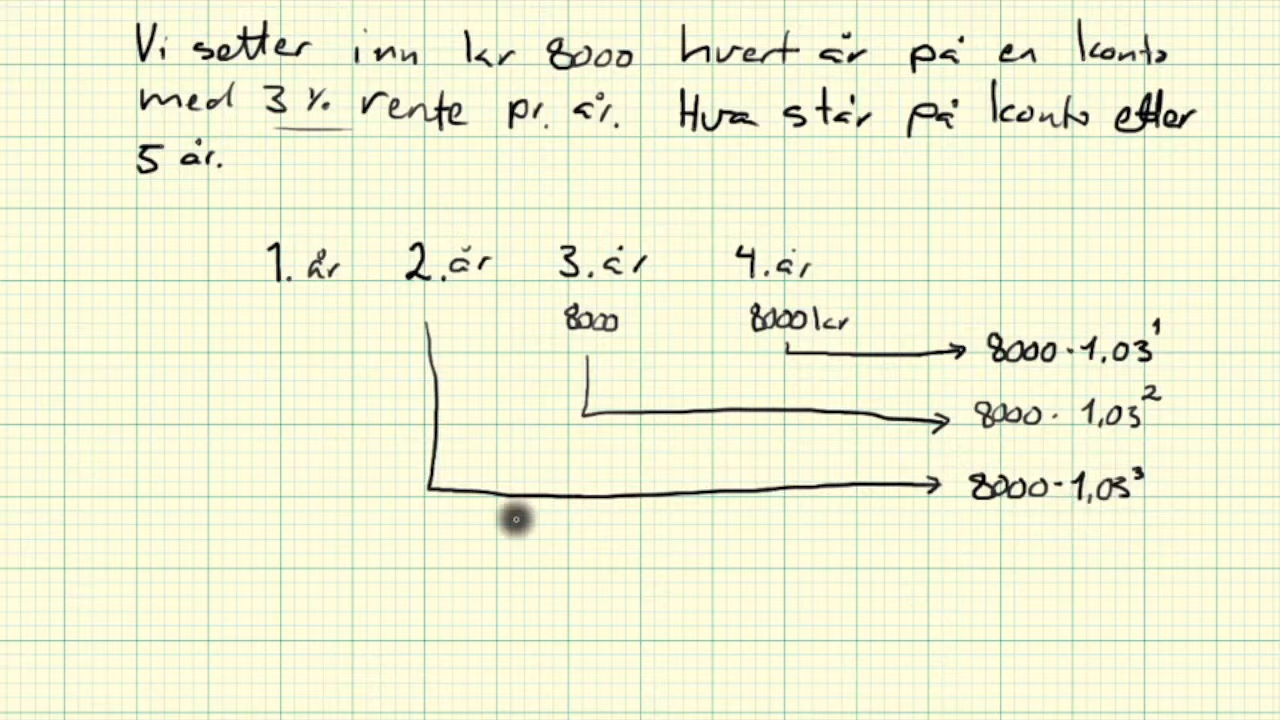 Vi setter inn kr 8000 hvert år på en konto
med 3 % rente pr. år. Hva står på konto etter
5 år.
1. år 2. år 3. år 4. år
8000 8000 kr
8000 · 1,03¹
8000 · 1,03²
8000 · 1,03³